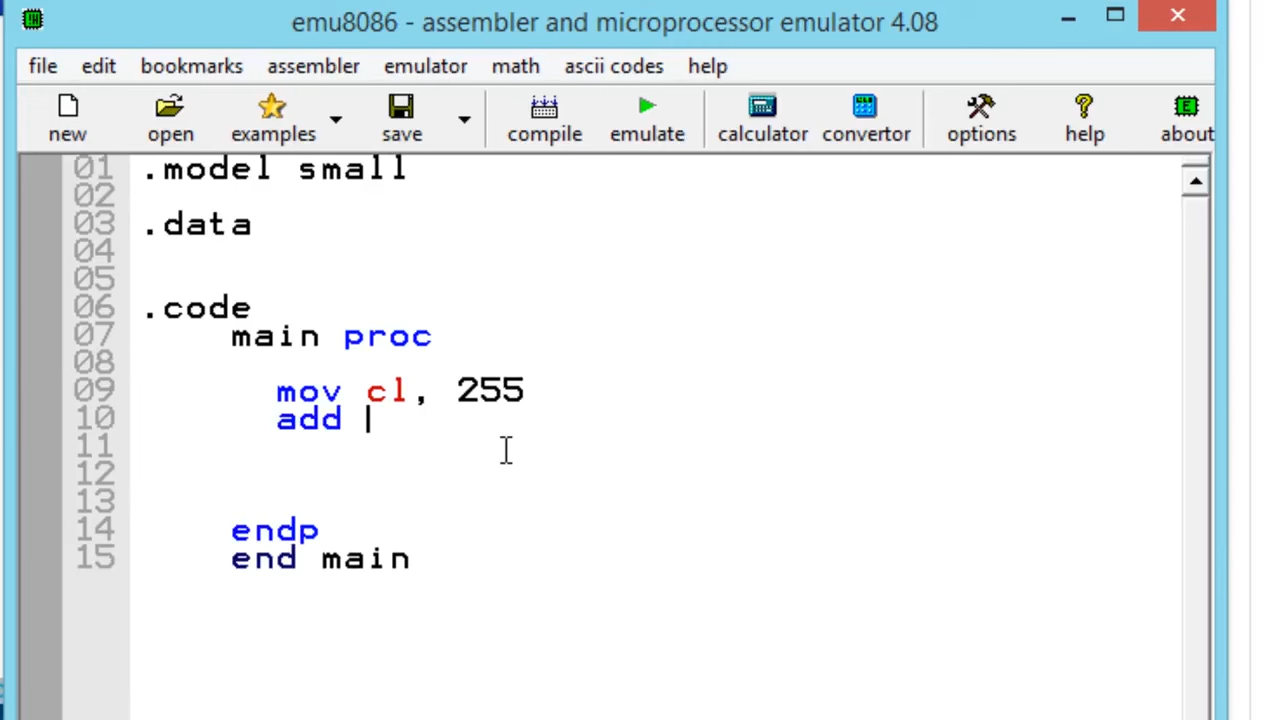 emu8086 - assembler and microprocessor emulator 4.08
file edit bookmarks assembler emulator math ascii codes help
new open examples save compile emulate calculator convertor options help about
01 .model small
02
03 .data
04
05
06 .code
07 main proc
08
09 mov cl, 255
10 add
11
12
13
14 endp
15 end main